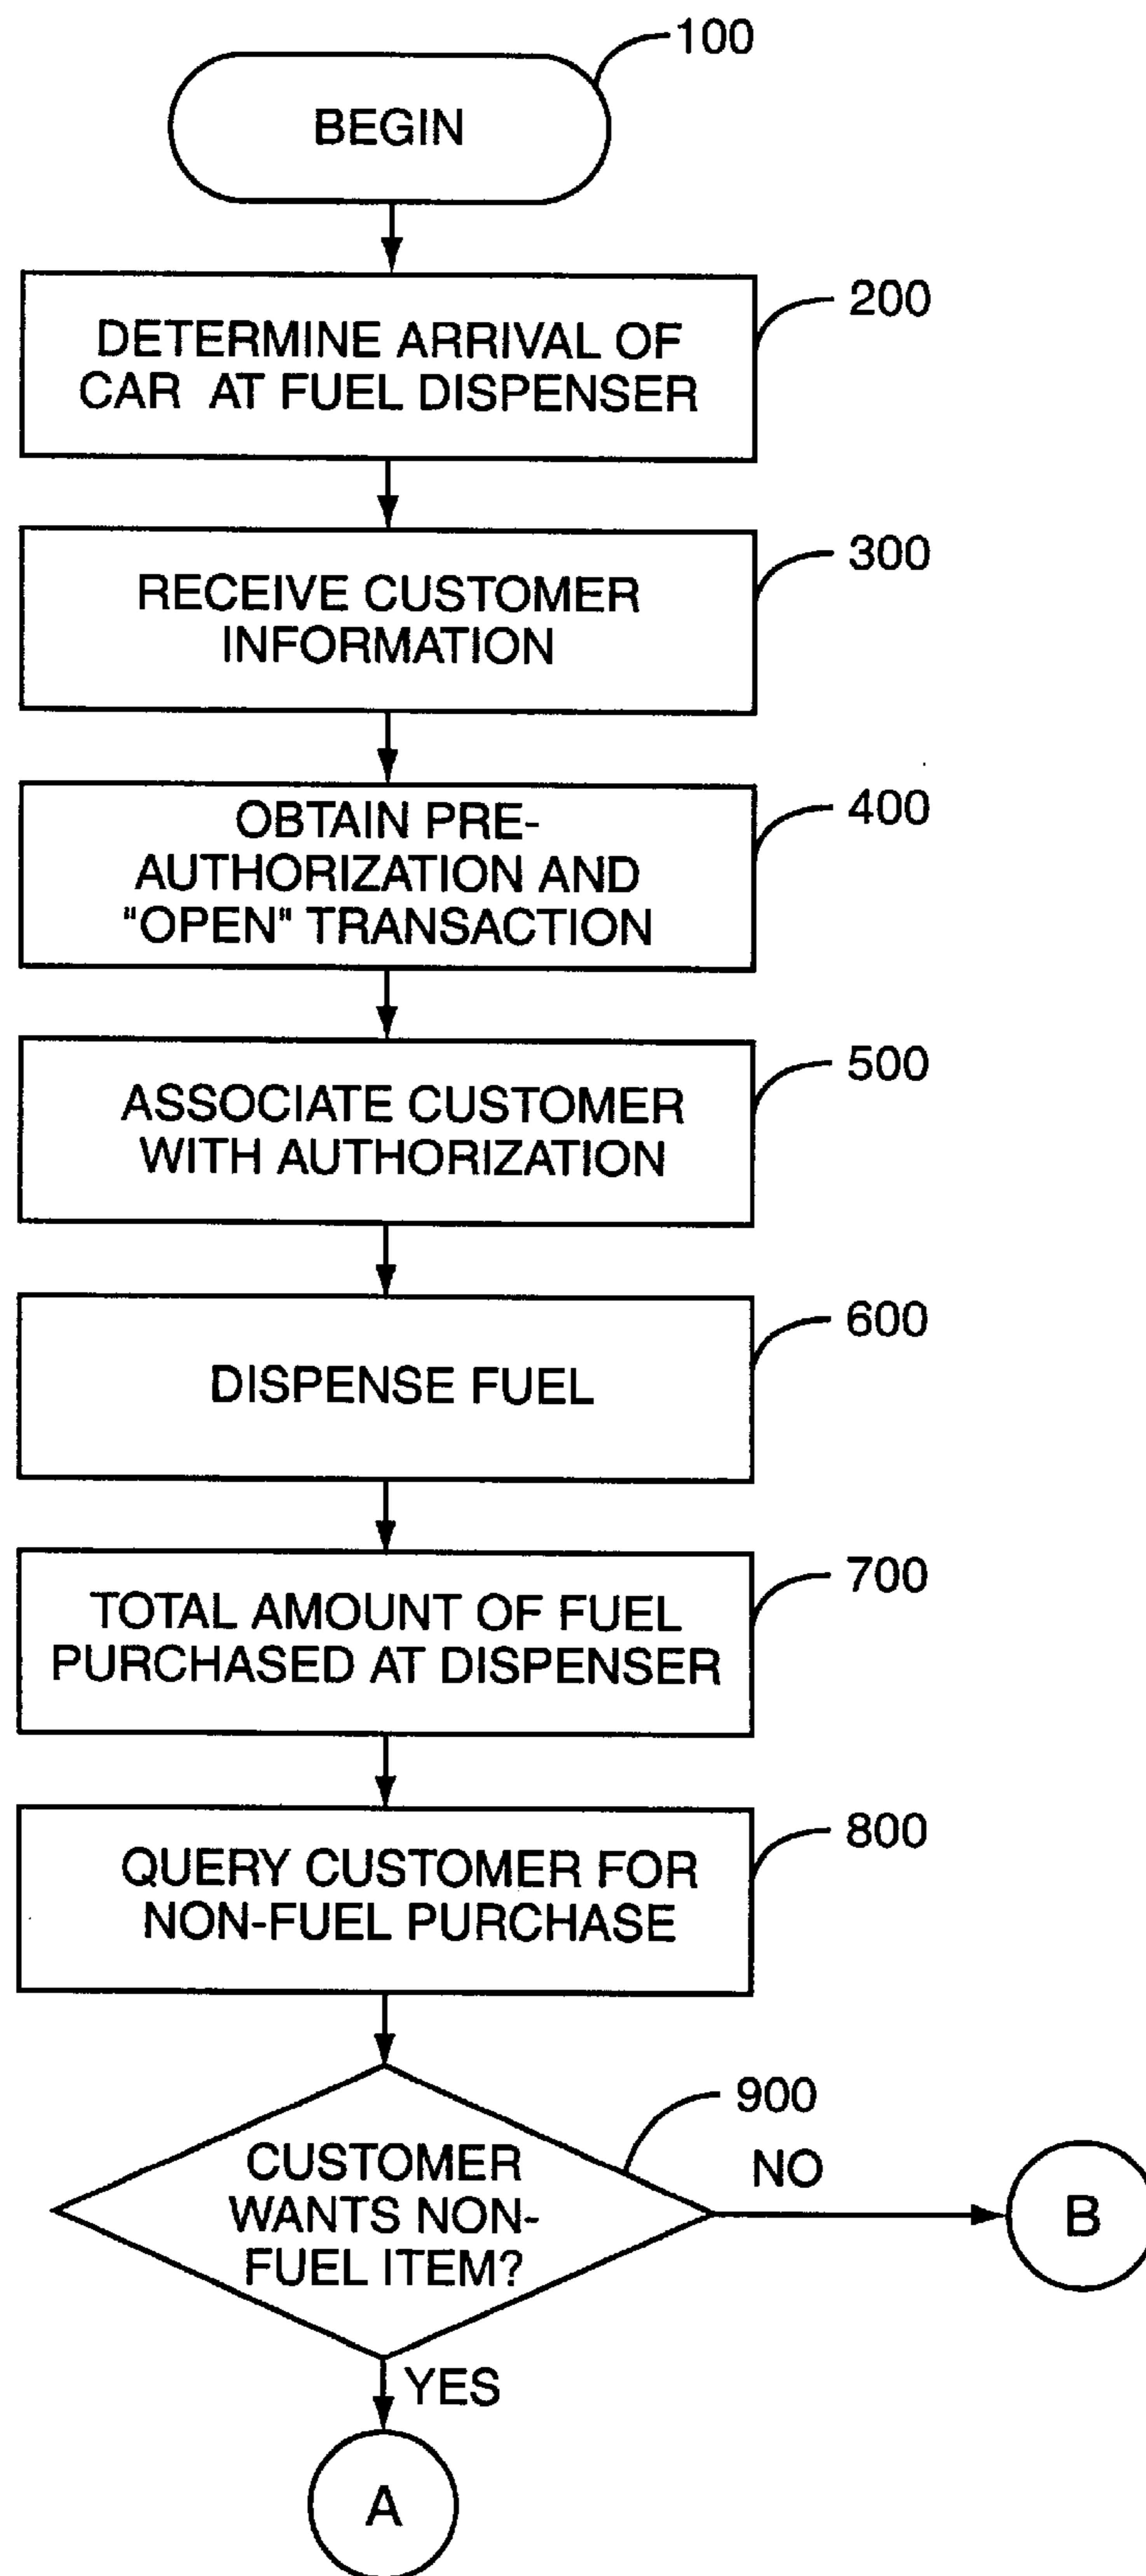 100
BEGIN
200
DETERMINE ARRIVAL OF
CAR AT FUEL DISPENSER
300
RECEIVE CUSTOMER
INFORMATION
400
OBTAIN PRE-
AUTHORIZATION AND
"OPEN" TRANSACTION
500
ASSOCIATE CUSTOMER
WITH AUTHORIZATION
600
DISPENSE FUEL
700
TOTAL AMOUNT OF FUEL
PURCHASED AT DISPENSER
800
QUERY CUSTOMER FOR
NON-FUEL PURCHASE
900
CUSTOMER
WANTS NON-
FUEL ITEM?
NO
B
YES
A